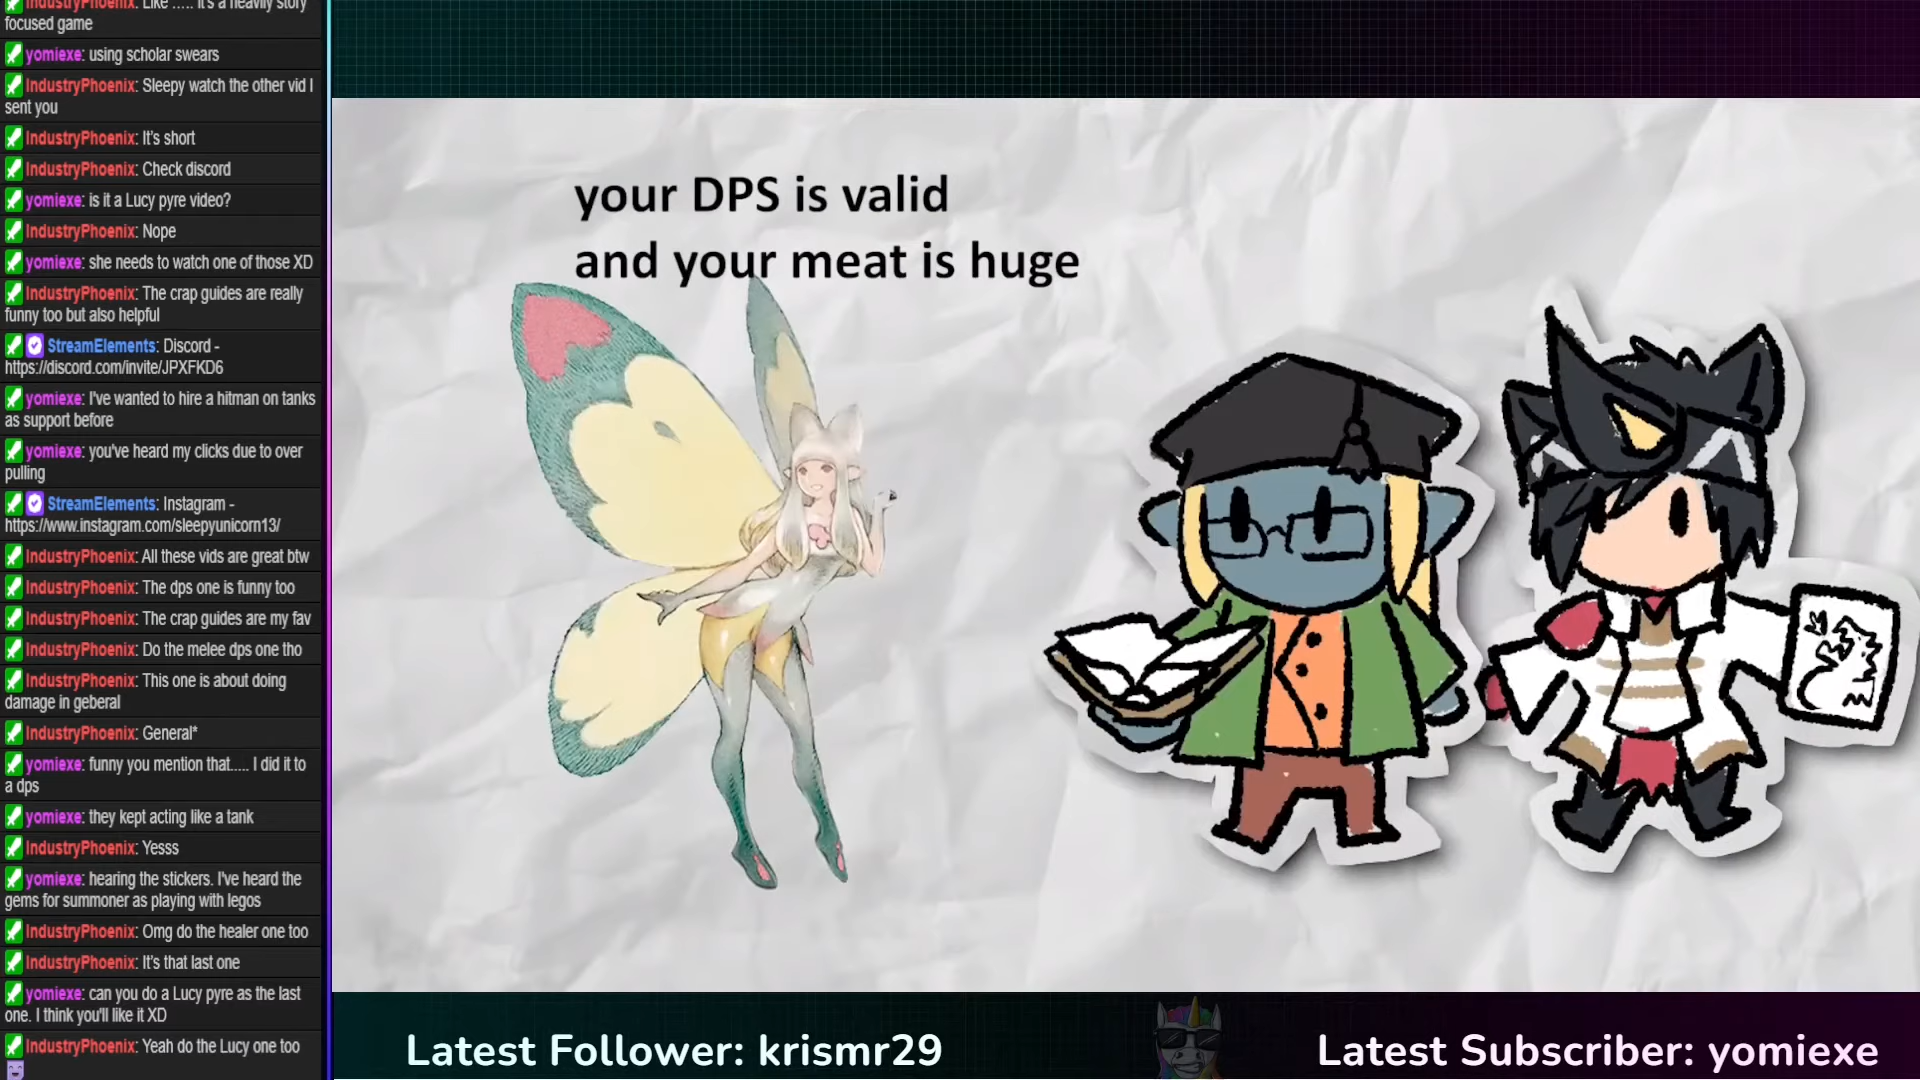 IndustryPhoenix: Like ..... it's a heavily story
focused game
yomiexe: using scholar swears
IndustryPhoenix: Sleepy watch the other vid I
sent you
IndustryPhoenix: It's short
IndustryPhoenix: Check discord
yomiexe: is it a Lucy pyre video?
IndustryPhoenix: Nope
yomiexe: she needs to watch one of those XD
IndustryPhoenix: The crap guides are really
funny too but also helpful
StreamElements: Discord -
https://discord.com/invite/JPXFKD6
yomiexe: I've wanted to hire a hitman on tanks
as support before
yomiexe: you've heard my clicks due to over
pulling
StreamElements: Instagram -
https://www.instagram.com/sleepyunicorn13/
IndustryPhoenix: All these vids are great btw
IndustryPhoenix: The dps one is funny too
IndustryPhoenix: The crap guides are my fav
IndustryPhoenix: Do the melee dps one tho
IndustryPhoenix: This one is about doing
damage in geberal
IndustryPhoenix: General*
yomiexe: funny you mention that..... I did it to
a dps
yomiexe: they kept acting like a tank
IndustryPhoenix: Yesss
yomiexe: hearing the stickers. I've heard the
gems for summoner as playing with legos
IndustryPhoenix: Omg do the healer one too
IndustryPhoenix: It's that last one
yomiexe: can you do a Lucy pyre as the last
one. I think you'll like it XD
IndustryPhoenix: Yeah do the Lucy one too
your DPS is valid
and your meat is huge
Latest Follower: krismr29
Latest Subscriber: yomiexe